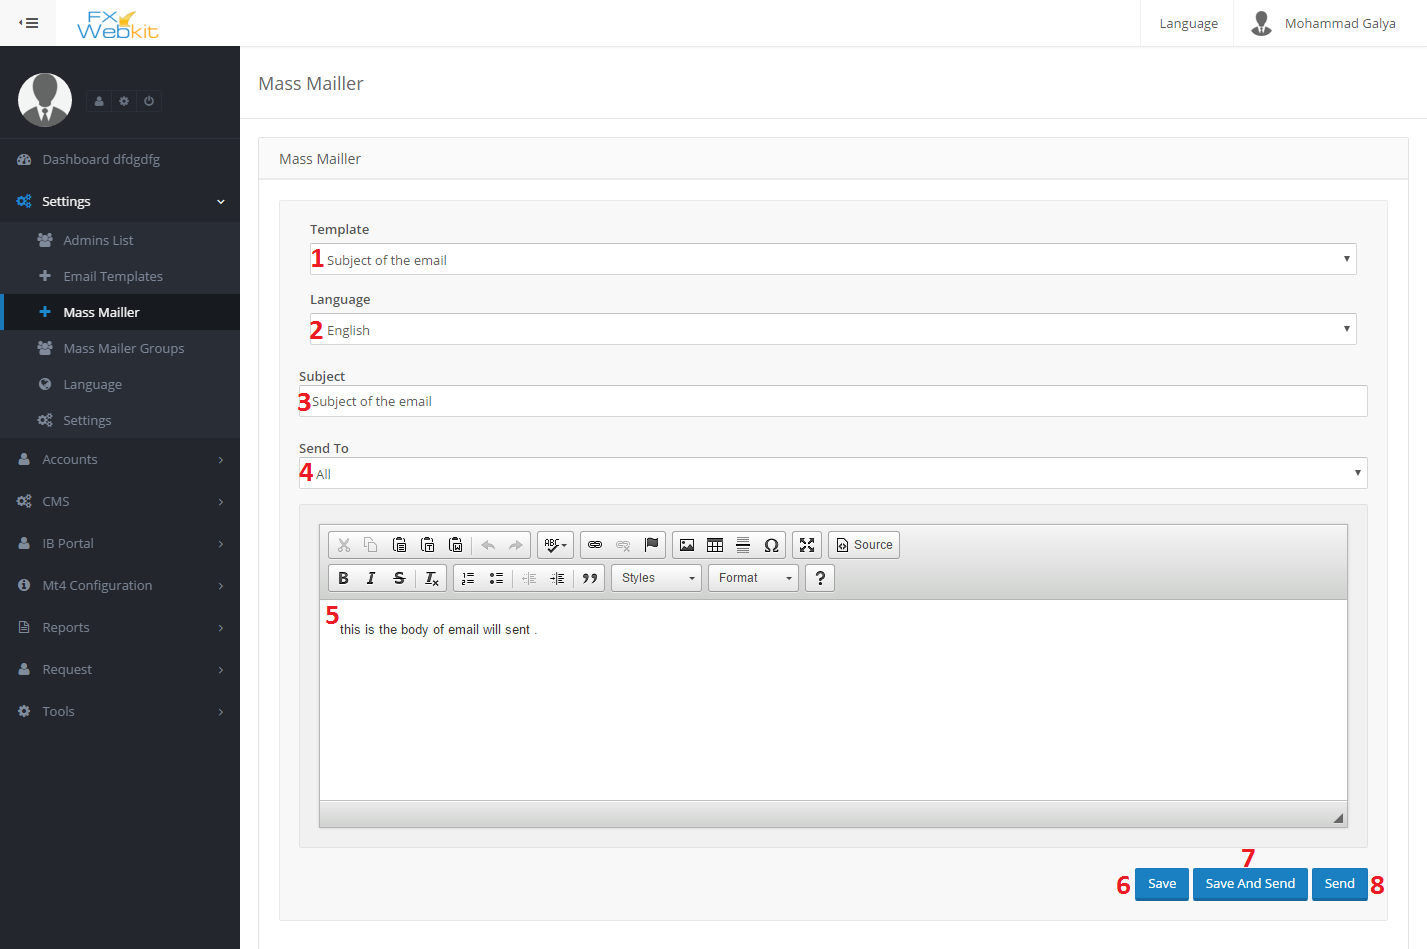 FX
Webkit
Language
Mohammad Galya
Dashboard dfdgdfg
Settings
Admins List
Email Templates
Mass Mailler
Mass Mailer Groups
Language
Settings
Accounts
CMS
IB Portal
Mt4 Configuration
Reports
Request
Tools
Mass Mailler
Mass Mailler
Template
1 Subject of the email
Language
2 English
Subject
3 Subject of the email
Send To
4 All
ABC
Ω
Source
B I S Ix
Styles
Format
?
5
this is the body of email will sent .
7
6 Save Save And Send Send 8